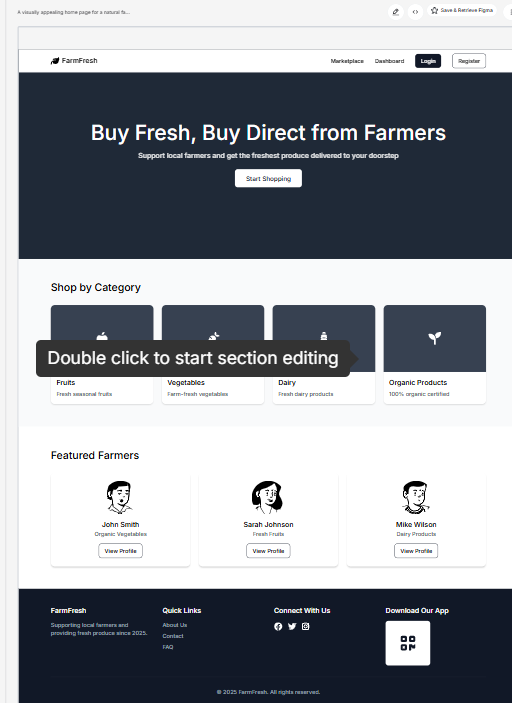 A visually appealing home page for a natural fa...
Save & Retrieve Figma
FarmFresh
Marketplace
Dashboard
Login
Register
Buy Fresh, Buy Direct from Farmers
Support local farmers and get the freshest produce delivered to your doorstep
Start Shopping
Shop by Category
Double click to start section editing
Fruits
Vegetables
Dairy
Organic Products
Fresh seasonal fruits
Farm-fresh vegetables
Fresh dairy products
100% organic certified
Featured Farmers
John Smith
Sarah Johnson
Mike Wilson
Organic Vegetables
Fresh Fruits
Dairy Products
View Profile
View Profile
View Profile
FarmFresh
Supporting local farmers and
providing fresh produce since 2025.
Quick Links
About Us
Contact
FAQ
Connect With Us
Download Our App
© 2025 FarmFresh. All rights reserved.